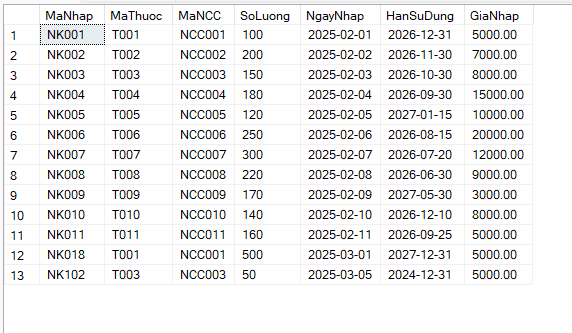 MaNhap MaThuoc MaNCC SoLuong NgayNhap HanSuDung GiaNhap
1 NK001 T001 NCC001 100 2025-02-01 2026-12-31 5000.00
2 NK002 T002 NCC002 200 2025-02-02 2026-11-30 7000.00
3 NK003 T003 NCC003 150 2025-02-03 2026-10-30 8000.00
4 NK004 T004 NCC004 180 2025-02-04 2026-09-30 15000.00
5 NK005 T005 NCC005 120 2025-02-05 2027-01-15 10000.00
6 NK006 T006 NCC006 250 2025-02-06 2026-08-15 20000.00
7 NK007 T007 NCC007 300 2025-02-07 2026-07-20 12000.00
8 NK008 T008 NCC008 220 2025-02-08 2026-06-30 9000.00
9 NK009 T009 NCC009 170 2025-02-09 2027-05-30 3000.00
10 NK010 T010 NCC010 140 2025-02-10 2026-12-10 8000.00
11 NK011 T011 NCC011 160 2025-02-11 2026-09-25 5000.00
12 NK018 T001 NCC001 500 2025-03-01 2027-12-31 5000.00
13 NK102 T003 NCC003 50 2025-03-05 2024-12-31 5000.00